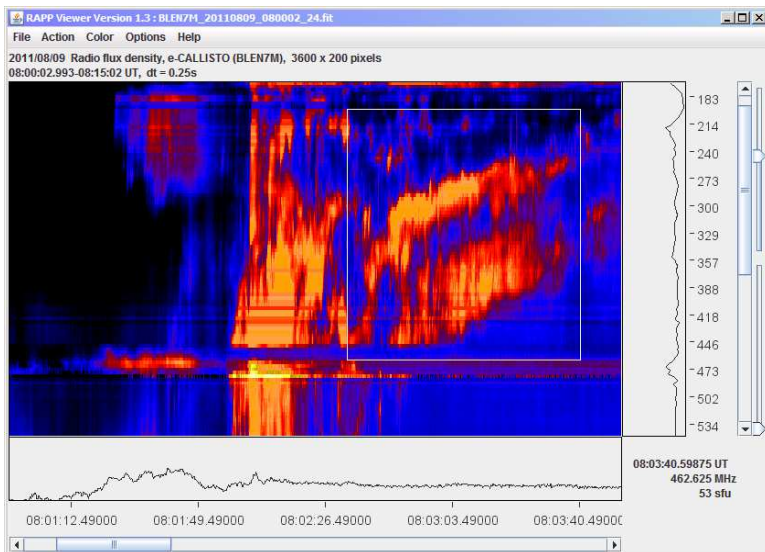 RAPP Viewer Version 1.3 : BLEN7M_20110809_080002_24.fit
File Action Color Options Help
2011/08/09 Radio flux density, e-CALLISTO (BLEN7M), 3600 x 200 pixels
08:00:02.993-08:15:02 UT, dt = 0.25s
183
214
240
273
300
329
357
388
418
446
473
502
534
08:03:40.59875 UT
462.625 MHz
53 sfu
08:01:12.49000 08:01:49.49000 08:02:26.49000 08:03:03.49000 08:03:40.4900